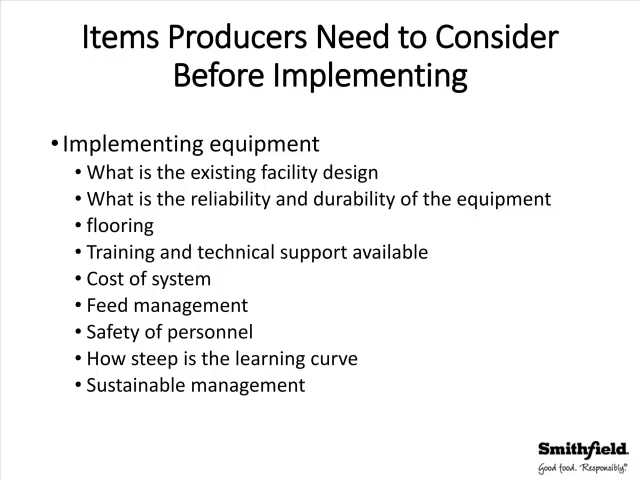 Items Producers Need to Consider
Before Implementing
• Implementing equipment
• What is the existing facility design
• What is the reliability and durability of the equipment
• flooring
• Training and technical support available
• Cost of system
• Feed management
• Safety of personnel
• How steep is the learning curve
• Sustainable management
Smithfield.
Good food. Responsibly.®